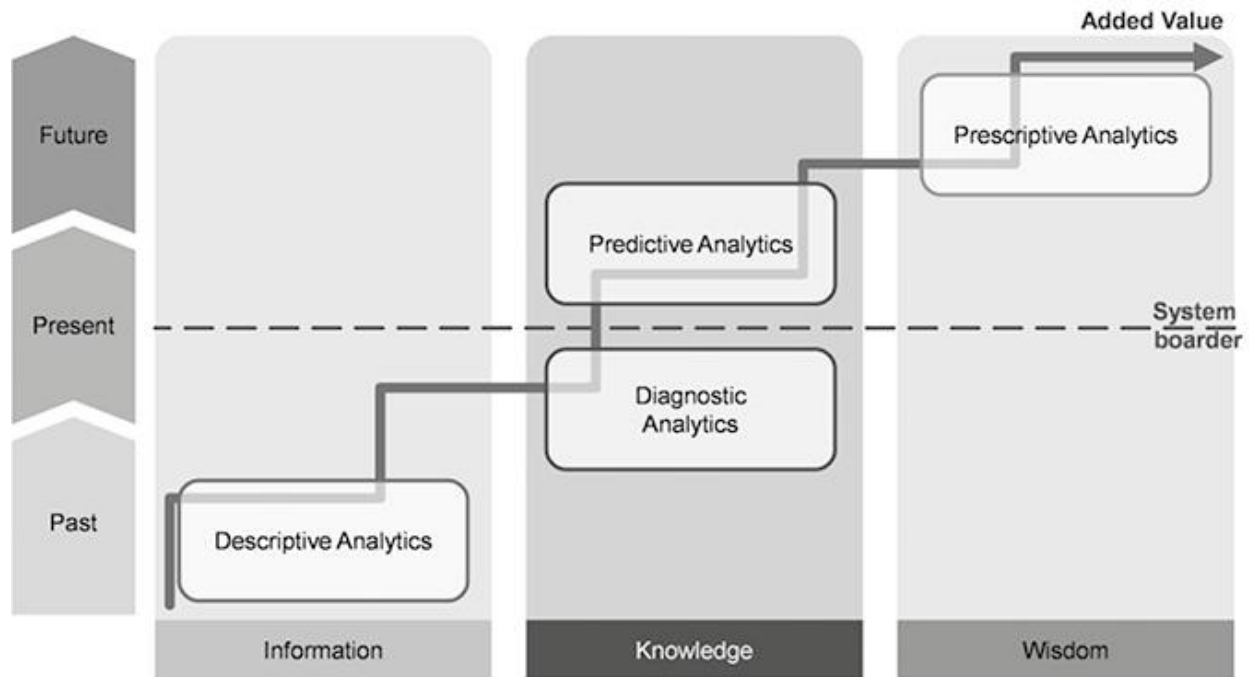 Added Value
Future
Prescriptive Analytics
Predictive Analytics
Present
System
boarder
Diagnostic
Analytics
Past
Descriptive Analytics
Information
Knowledge
Wisdom